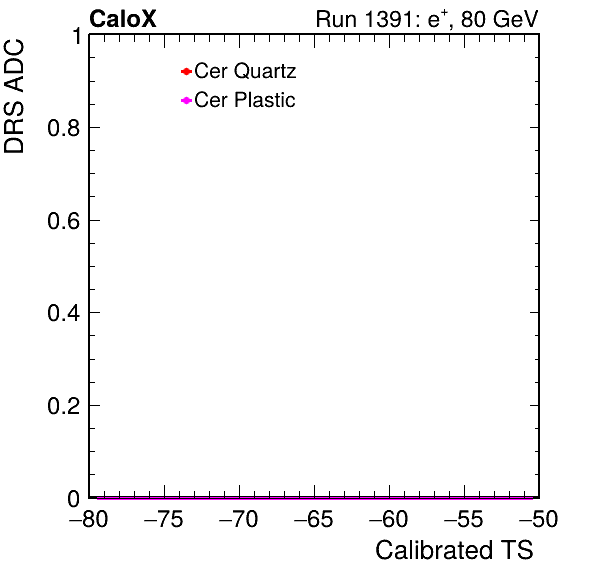 CaloX Run 1391: e⁺, 80 GeV
DRS ADC
1
0.8
0.6
0.4
0.2
0
Cer Quartz
Cer Plastic
−80 −75 −70 −65 −60 −55 −50
Calibrated TS